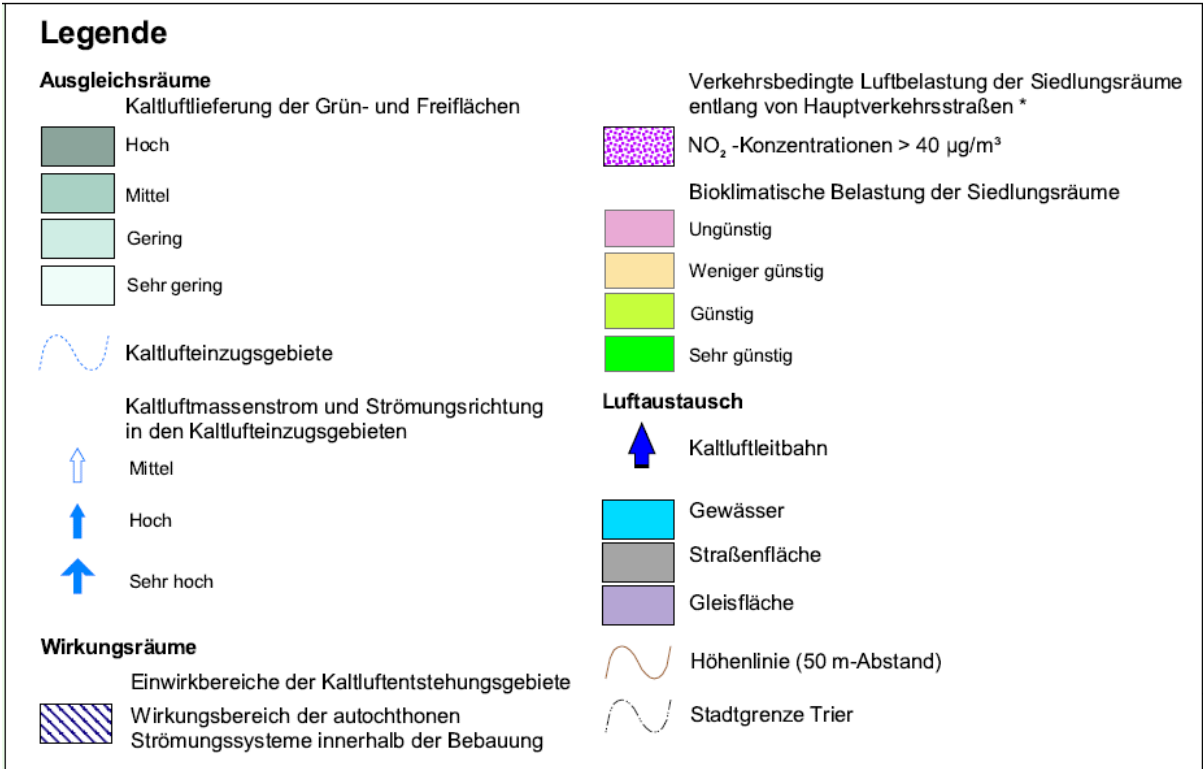 Legende
Ausgleichsräume
Kaltluftlieferung der Grün- und Freiflächen
Hoch
Mittel
Gering
Sehr gering
Kaltlufteinzugsgebiete
Kaltluftmassenstrom und Strömungsrichtung
in den Kaltlufteinzugsgebieten
Mittel
Hoch
Sehr hoch
Wirkungsräume
Einwirkbereiche der Kaltluftentstehungsgebiete
Wirkungsbereich der autochthonen
Strömungssysteme innerhalb der Bebauung
Verkehrsbedingte Luftbelastung der Siedlungsräume
entlang von Hauptverkehrsstraßen *
NO₂ -Konzentrationen > 40 µg/m³
Bioklimatische Belastung der Siedlungsräume
Ungünstig
Weniger günstig
Günstig
Sehr günstig
Luftaustausch
Kaltluftleitbahn
Gewässer
Straßenfläche
Gleisfläche
Höhenlinie (50 m-Abstand)
Stadtgrenze Trier